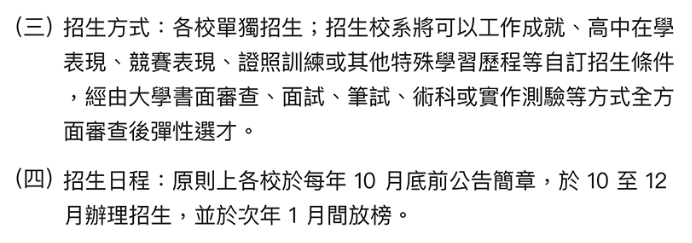 (三) 招生方式：各校單獨招生；招生校系將可以工作成就、高中在學
表現、競賽表現、證照訓練或其他特殊學習歷程等自訂招生條件
，經由大學書面審查、面試、筆試、術科或實作測驗等方式全方
面審查後彈性選才。
(四) 招生日程：原則上各校於每年 10 月底前公告簡章，於 10 至 12
月辦理招生，並於次年 1 月間放榜。